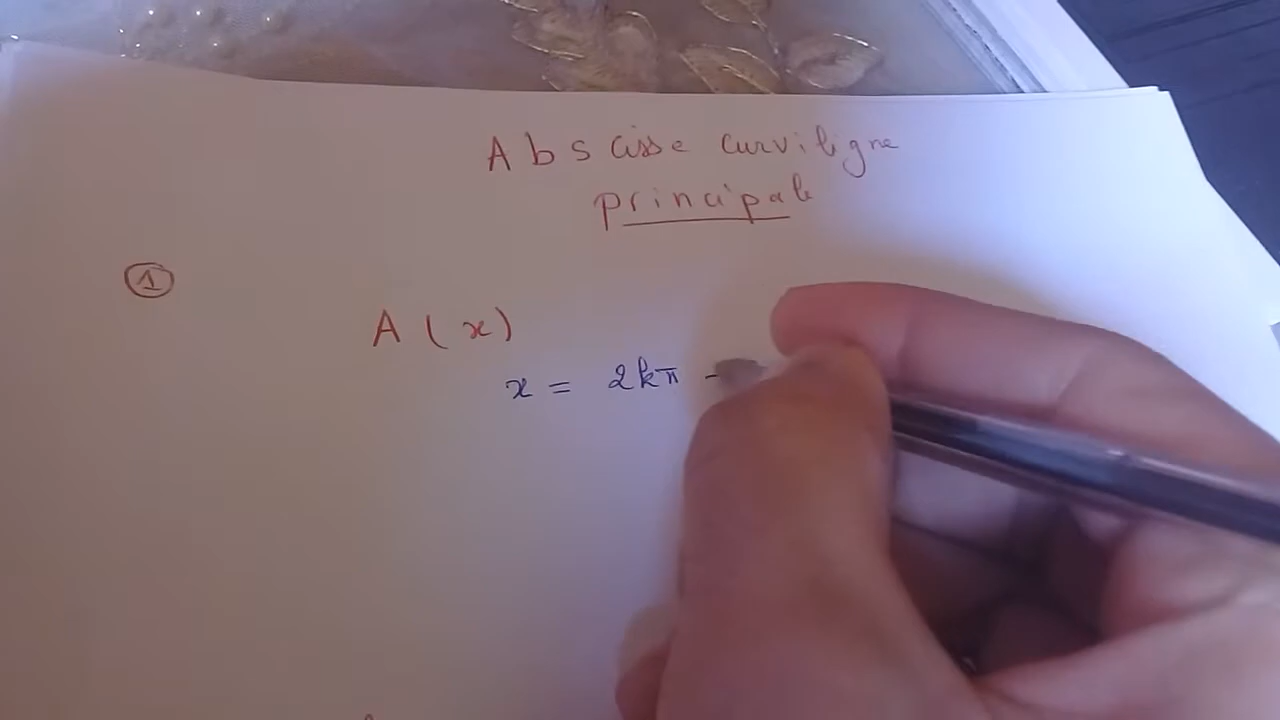 Abscisse curviligne
principale
①
A(x)
x = 2kπ -